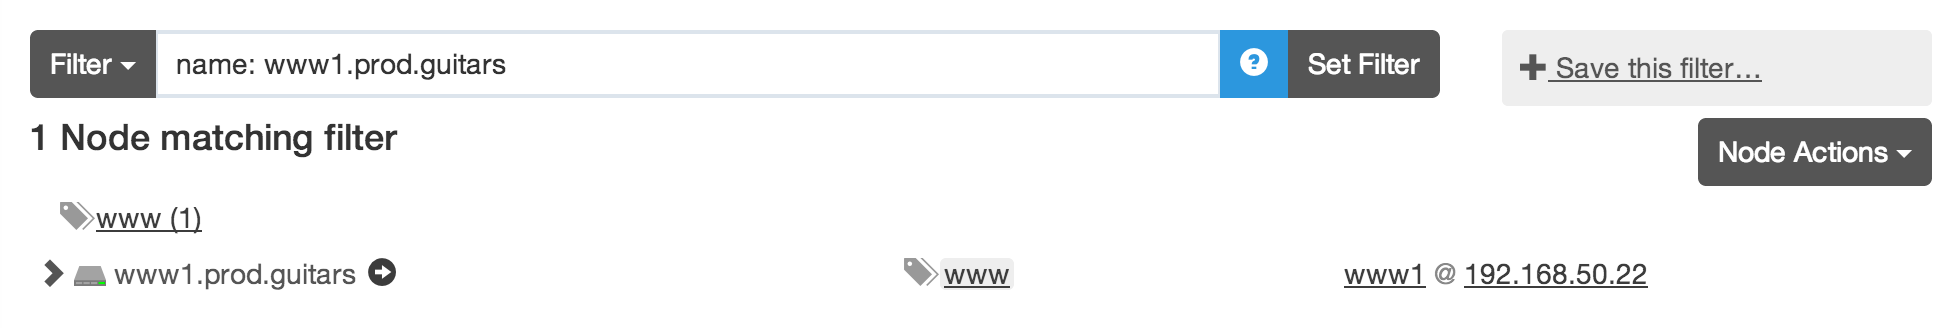 Filter name: www1.prod.guitars ? Set Filter Save this filter...
1 Node matching filter
Node Actions
www (1)
www1.prod.guitars www www1 @ 192.168.50.22